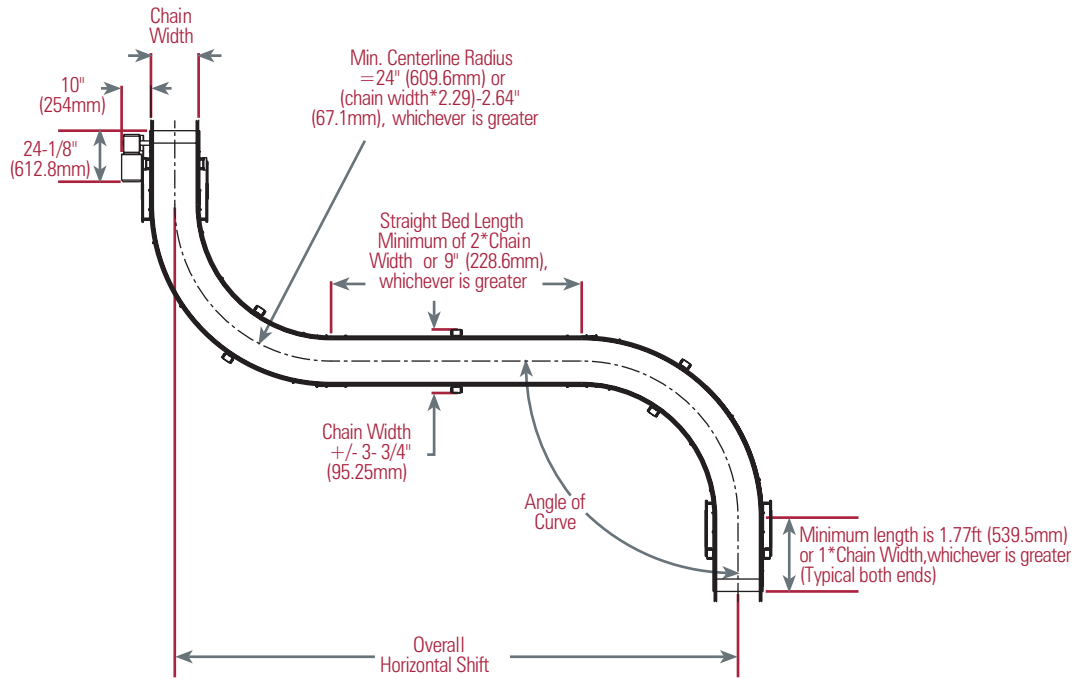 Chain
Width
10"
(254mm)
24-1/8"
(612.8mm)
Min. Centerline Radius
=24" (609.6mm) or
(chain width*2.29)-2.64"
(67.1mm), whichever is greater
Straight Bed Length
Minimum of 2*Chain
Width or 9" (228.6mm),
whichever is greater
Chain Width
+/- 3- 3/4"
(95.25mm)
Angle of
Curve
Minimum length is 1.77ft (539.5mm)
or 1*Chain Width,whichever is greater
(Typical both ends)
Overall
Horizontal Shift